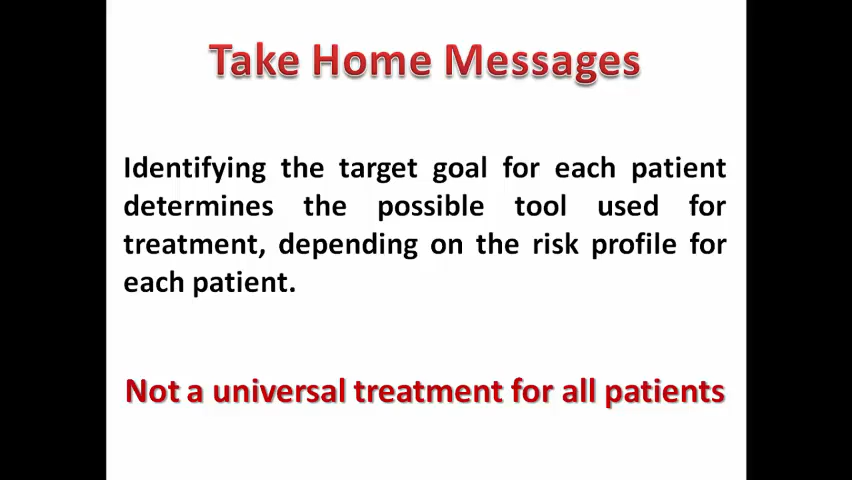 Take Home Messages
Identifying the target goal for each patient
determines the possible tool used for
treatment, depending on the risk profile for
each patient.
Not a universal treatment for all patients